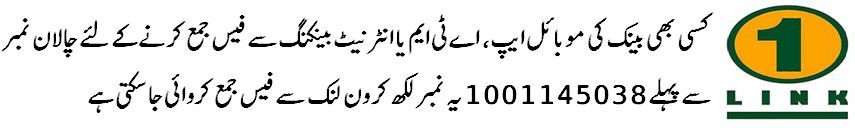 کسی بھی بینک کی موبائل ایپ، اے ٹی ایم یا انٹرنیٹ بینکنگ سے فیس جمع کرنے کے لئے چالان نمبر
سے پہلے 1001145038 یہ نمبر لکھ کر ون لنک سے فیس جمع کروائی جا سکتی ہے
1
LINK